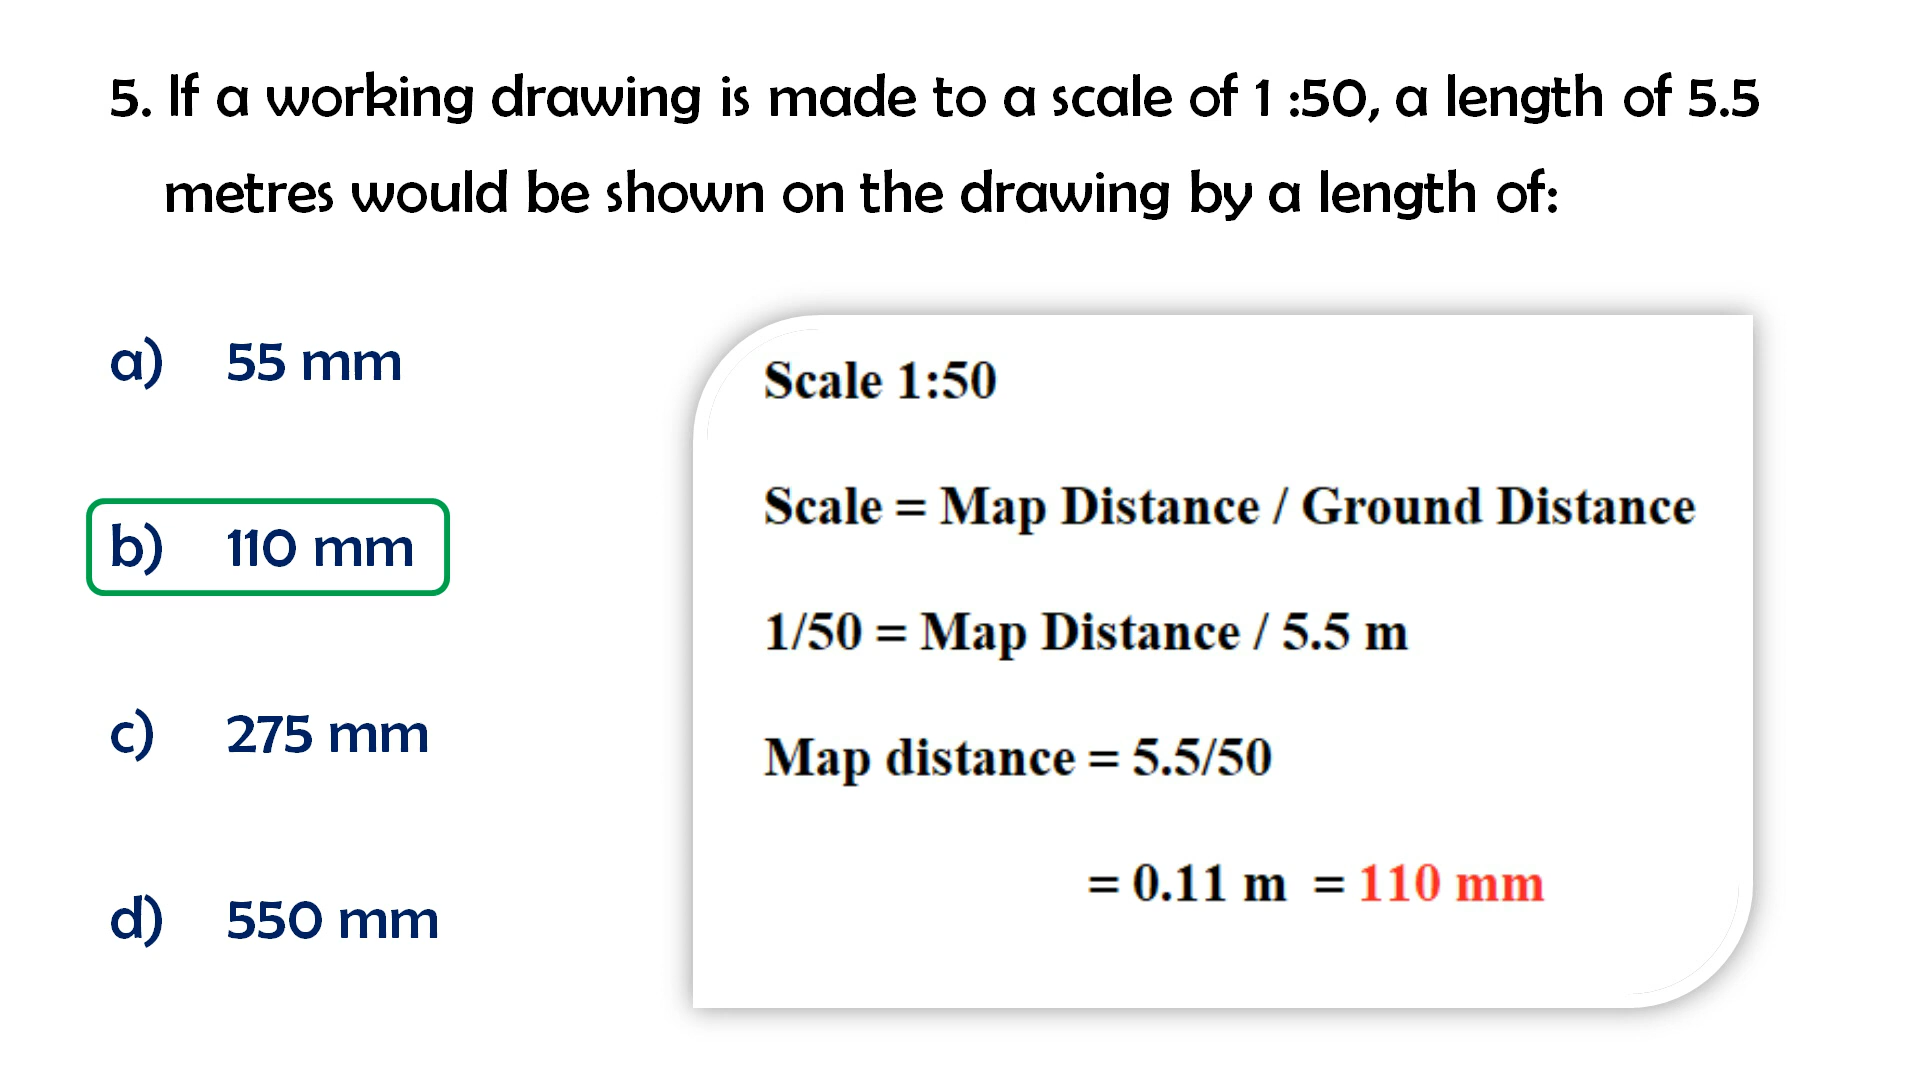 5. If a working drawing is made to a scale of 1 :50, a length of 5.5
metres would be shown on the drawing by a length of:
a) 55 mm
b) 110 mm
c) 275 mm
d) 550 mm
Scale 1:50
Scale = Map Distance / Ground Distance
1/50 = Map Distance / 5.5 m
Map distance = 5.5/50
= 0.11 m = 110 mm